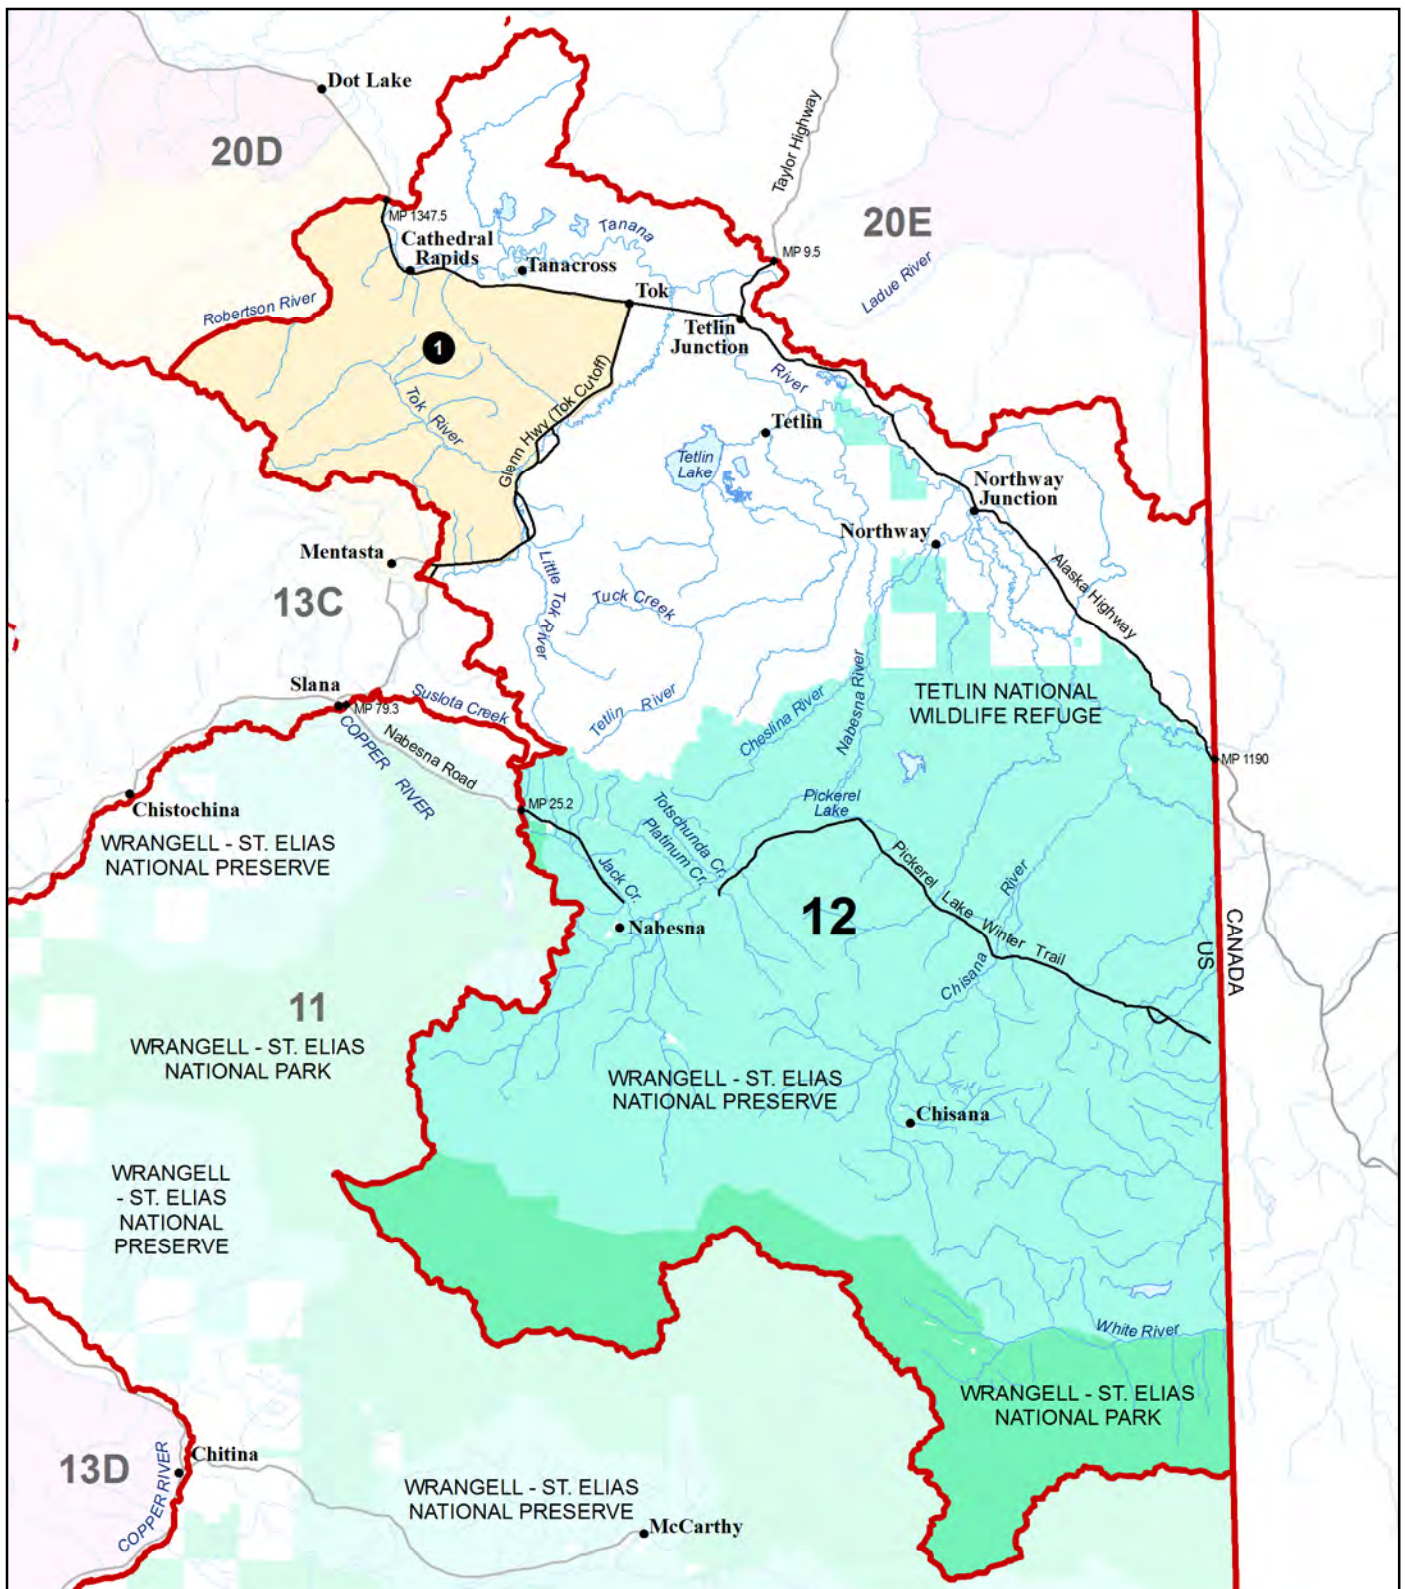 Dot Lake
20D
Taylor Highway
20E
MP 1347.5
Cathedral
Rapids
Tanana
Tanacross
MP 9.5
Ladue River
Robertson River
Tok
Tetlin
Junction
1
River
Tok River
Glenn Hwy (Tok Cutoff)
Tetlin
Tetlin
Lake
Northway
Junction
Northway
Mentasta
13C
Little Tok River
Tuck Creek
Alaska Highway
Slana
MP 79.3
Suslota Creek
Tetlin River
Cheslina River
Nabesna River
TETLIN NATIONAL
WILDLIFE REFUGE
COPPER RIVER
Nabesna Road
MP 1190
Chistochina
MP 25.2
Pickerel
Lake
WRANGELL - ST. ELIAS
NATIONAL PRESERVE
Totschunda Cr.
Platinum Cr.
Jack Cr.
Pickerel Lake Winter Trail
River
12
Nabesna
CANADA
US
Chisana
11
WRANGELL - ST. ELIAS
NATIONAL PARK
WRANGELL - ST. ELIAS
NATIONAL PRESERVE
Chisana
WRANGELL
- ST. ELIAS
NATIONAL
PRESERVE
White River
WRANGELL - ST. ELIAS
NATIONAL PARK
13D
Chitina
COPPER RIVER
WRANGELL - ST. ELIAS
NATIONAL PRESERVE
McCarthy